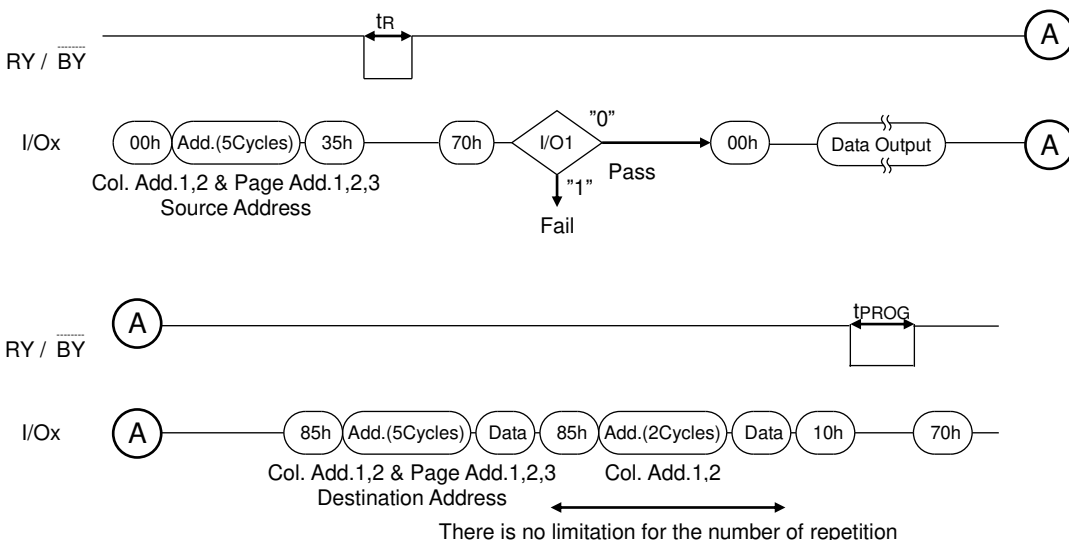 tR
RY / BY
A
I/Ox
00h Add.(5Cycles) 35h 70h I/O1 "0" 00h Data Output A
Pass
"1"
Col. Add.1,2 & Page Add.1,2,3
Source Address
Fail
A
tPROG
RY / BY
I/Ox
A
85h Add.(5Cycles) Data 85h Add.(2Cycles) Data 10h 70h
Col. Add.1,2 & Page Add.1,2,3 Col. Add.1,2
Destination Address
There is no limitation for the number of repetition